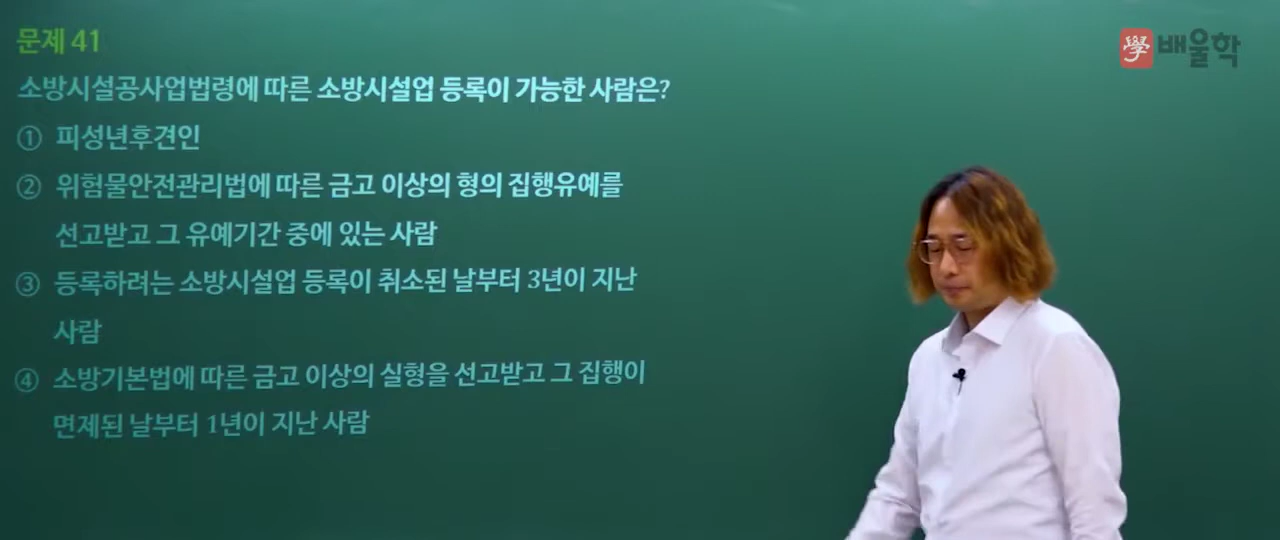 문제 41
學배울학
소방시설공사업법령에 따른 소방시설업 등록이 가능한 사람은?
① 피성년후견인
② 위험물안전관리법에 따른 금고 이상의 형의 집행유예를
선고받고 그 유예기간 중에 있는 사람
③ 등록하려는 소방시설업 등록이 취소된 날부터 3년이 지난
사람
④ 소방기본법에 따른 금고 이상의 실형을 선고받고 그 집행이
면제된 날부터 1년이 지난 사람